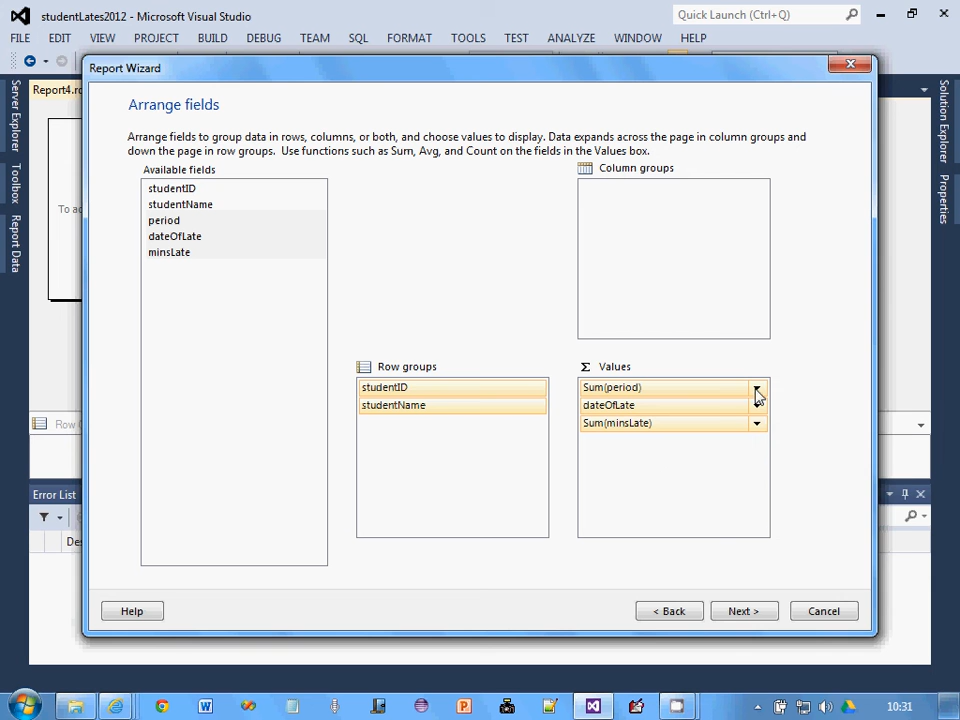 studentLates2012 - Microsoft Visual Studio
Quick Launch (Ctrl+Q)
FILE EDIT VIEW PROJECT BUILD DEBUG TEAM SQL FORMAT TOOLS TEST ANALYZE WINDOW HELP
Report Wizard
Server Explorer
Toolbox
Report Data
Report4.r
Solution Explorer
Properties
Arrange fields
Arrange fields to group data in rows, columns, or both, and choose values to display. Data expands across the page in column groups and
down the page in row groups. Use functions such as Sum, Avg, and Count on the fields in the Values box.
Available fields
studentID
studentName
period
dateOfLate
minsLate
Column groups
To ad
Row groups
studentID
studentName
Σ Values
Sum(period)
dateOfLate
Sum(minsLate)
Row
Error List
Des
Help
< Back
Next >
Cancel
10:31